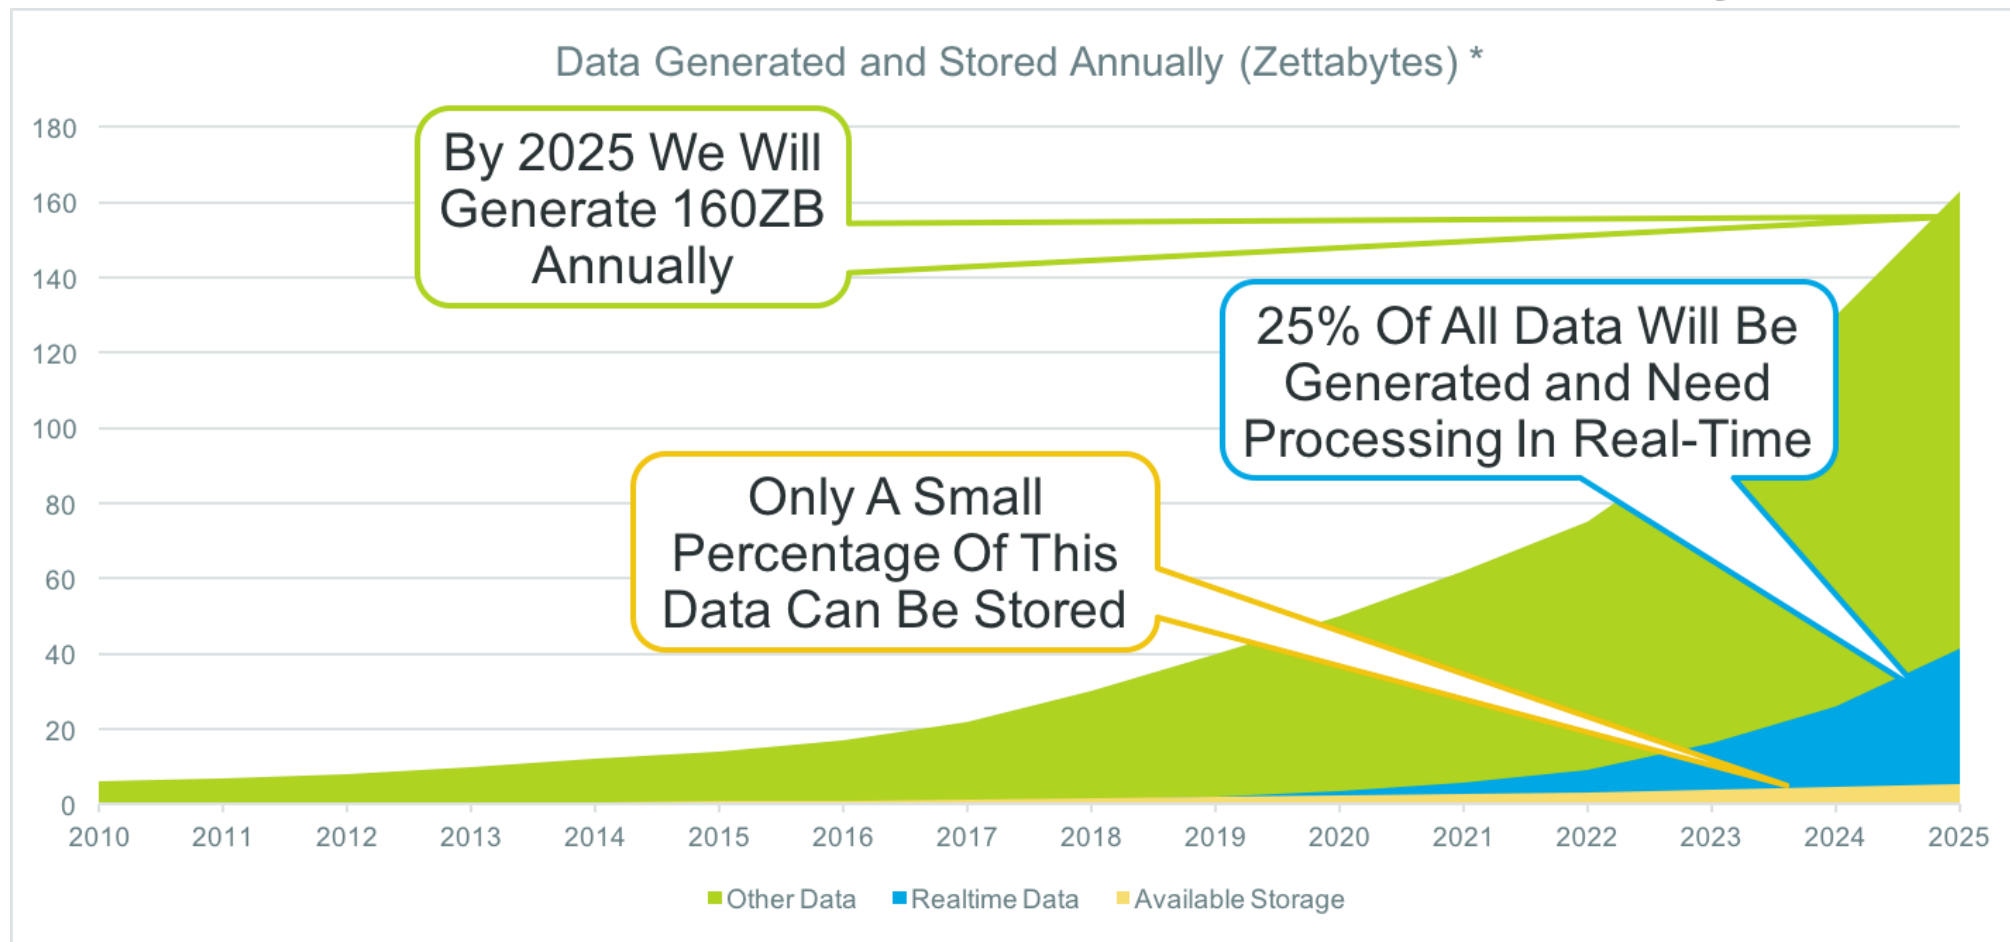 Data Generated and Stored Annually (Zettabytes) *
180
160
140
120
100
80
60
40
20
0
By 2025 We Will
Generate 160ZB
Annually
25% Of All Data Will Be
Generated and Need
Processing In Real-Time
Only A Small
Percentage Of This
Data Can Be Stored
2010 2011 2012 2013 2014 2015 2016 2017 2018 2019 2020 2021 2022 2023 2024 2025
Other Data Realtime Data Available Storage